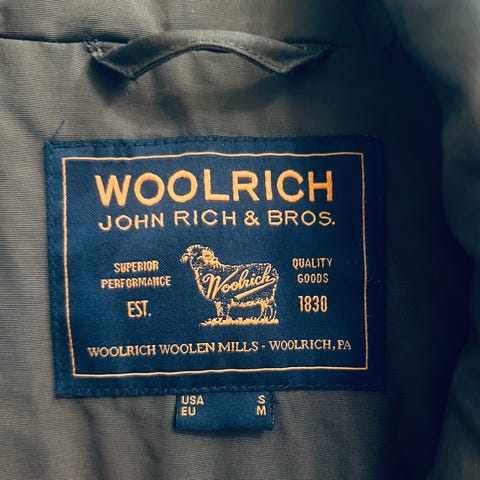 WOOLRICH
JOHN RICH & BROS.
SUPERIOR
PERFORMANCE
EST.
Woolrich
QUALITY
GOODS
1830
WOOLRICH WOOLEN MILLS - WOOLRICH, PA
USA S
EU M